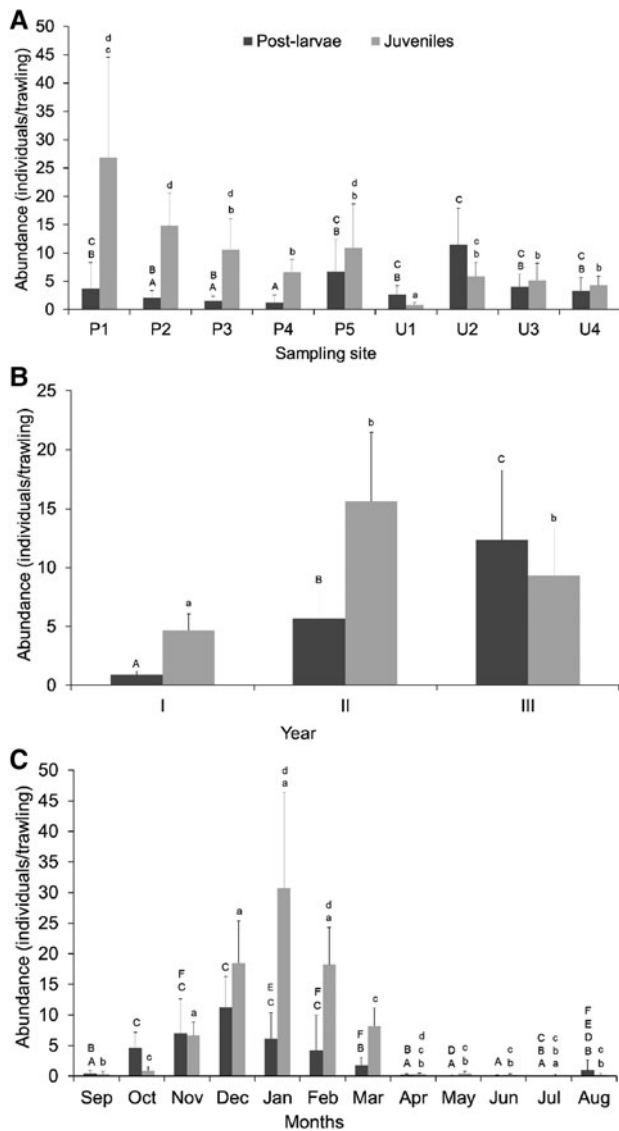 A
Post-larvae Juveniles
Abundance (individuals/trawling)
50
45
40
35
30
25
20
15
10
5
0
d d d d c
c d b b C b
C B B C C a b C b C b
B A A A B B B B
P1 P2 P3 P4 P5 U1 U2 U3 U4
Sampling site
B
Abundance (individuals/trawling)
25
20
15
10
5
0
A a B b C b
I II III
Year
C
Abundance (individuals/trawling)
50
45
40
35
30
25
20
15
10
5
0
B F E d F d F B d D c c C c F
A b C c C a C a C a C a B c A c A b A b B b E
A a D c
B b
A
Sep Oct Nov Dec Jan Feb Mar Apr May Jun Jul Aug
Months